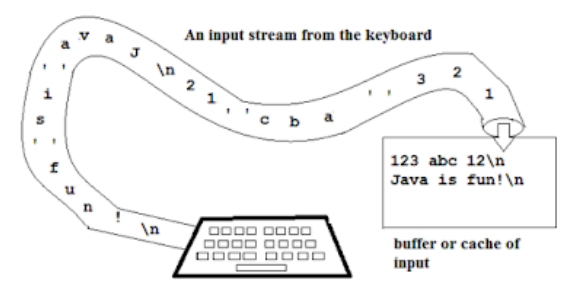 An input stream from the keyboard
a v a J \n 2 1 ' ' c b a ' ' 3 2 1
' '
i
s
' '
f
u
n
! \n
123 abc 12\n
Java is fun!\n
buffer or cache of
input